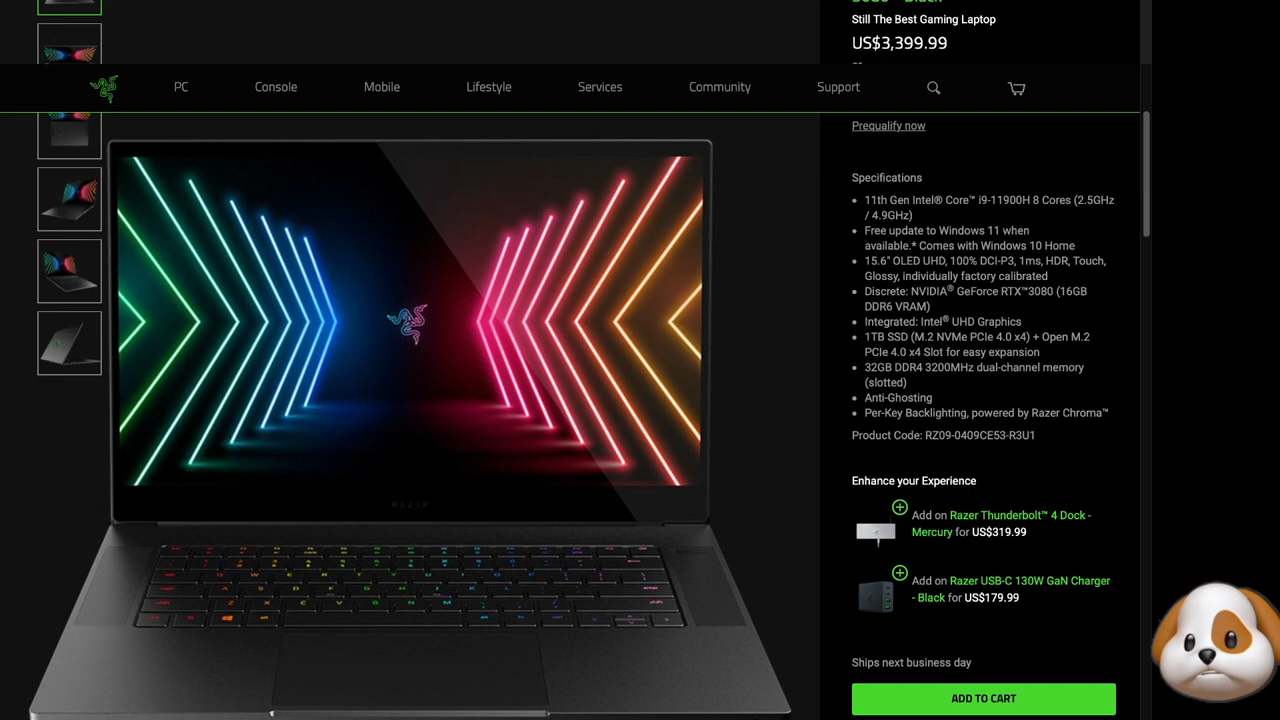 Still The Best Gaming Laptop
US$3,399.99
PC
Console
Mobile
Lifestyle
Services
Community
Support
Prequalify now
Specifications
11th Gen Intel® Core™ i9-11900H 8 Cores (2.5GHz
/ 4.9GHz)
Free update to Windows 11 when
available.* Comes with Windows 10 Home
15.6" OLED UHD, 100% DCI-P3, 1ms, HDR, Touch,
Glossy, individually factory calibrated
Discrete: NVIDIA® GeForce RTX™3080 (16GB
DDR6 VRAM)
Integrated: Intel® UHD Graphics
1TB SSD (M.2 NVMe PCIe 4.0 x4) + Open M.2
PCIe 4.0 x4 Slot for easy expansion
32GB DDR4 3200MHz dual-channel memory
(slotted)
Anti-Ghosting
Per-Key Backlighting, powered by Razer Chroma™
Product Code: RZ09-0409CE53-R3U1
RAZER
Enhance your Experience
Add on Razer Thunderbolt™ 4 Dock -
Mercury for US$319.99
Add on Razer USB-C 130W GaN Charger
- Black for US$179.99
Ships next business day
ADD TO CART